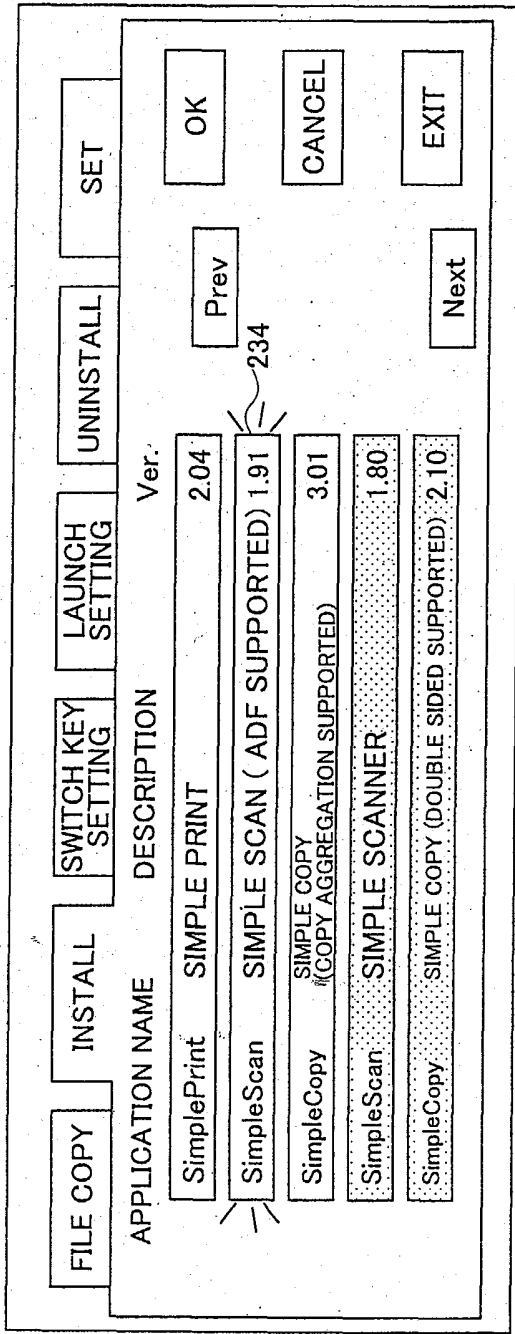 FILE COPY
INSTALL
SWITCH KEY
SETTING
LAUNCH
SETTING
UNINSTALL
SET
APPLICATION NAME DESCRIPTION Ver.
SimplePrint SIMPLE PRINT 2.04
SimpleScan SIMPLE SCAN ( ADF SUPPORTED) 1.91
234
SimpleCopy SIMPLE COPY
(COPY AGGREGATION SUPPORTED) 3.01
SimpleScan SIMPLE SCANNER 1.80
SimpleCopy SIMPLE COPY (DOUBLE SIDED SUPPORTED) 2.10
Prev
Next
OK
CANCEL
EXIT